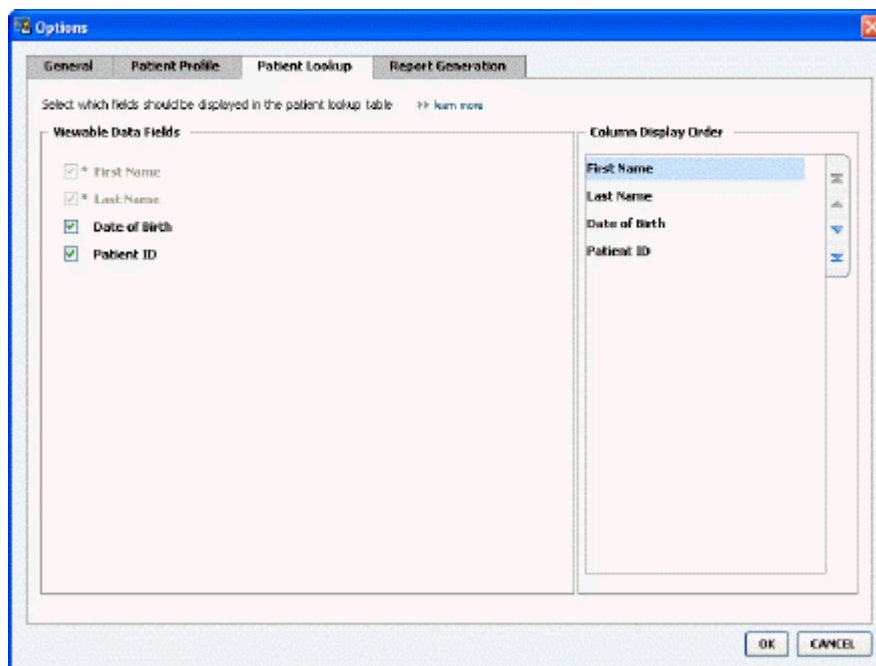 Options
General Patient Profile Patient Lookup Report Generation
Select which fields should be displayed in the patient lookup table >> learn more
Viewable Data Fields
* First Name
* Last Name
Date of Birth
Patient ID
Column Display Order
First Name
Last Name
Date of Birth
Patient ID
OK CANCEL